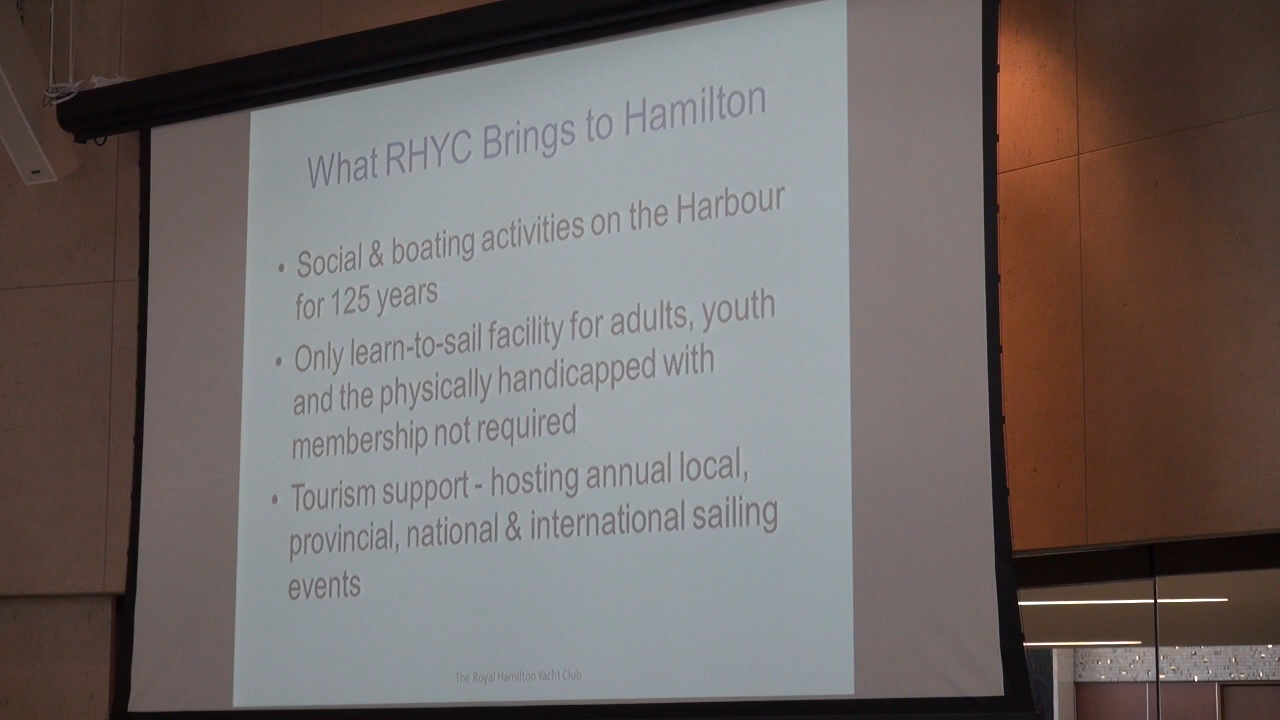 What RHYC Brings to Hamilton
• Social & boating activities on the Harbour
for 125 years
• Only learn-to-sail facility for adults, youth
and the physically handicapped with
membership not required
• Tourism support - hosting annual local,
provincial, national & international sailing
events
The Royal Hamilton Yacht Club